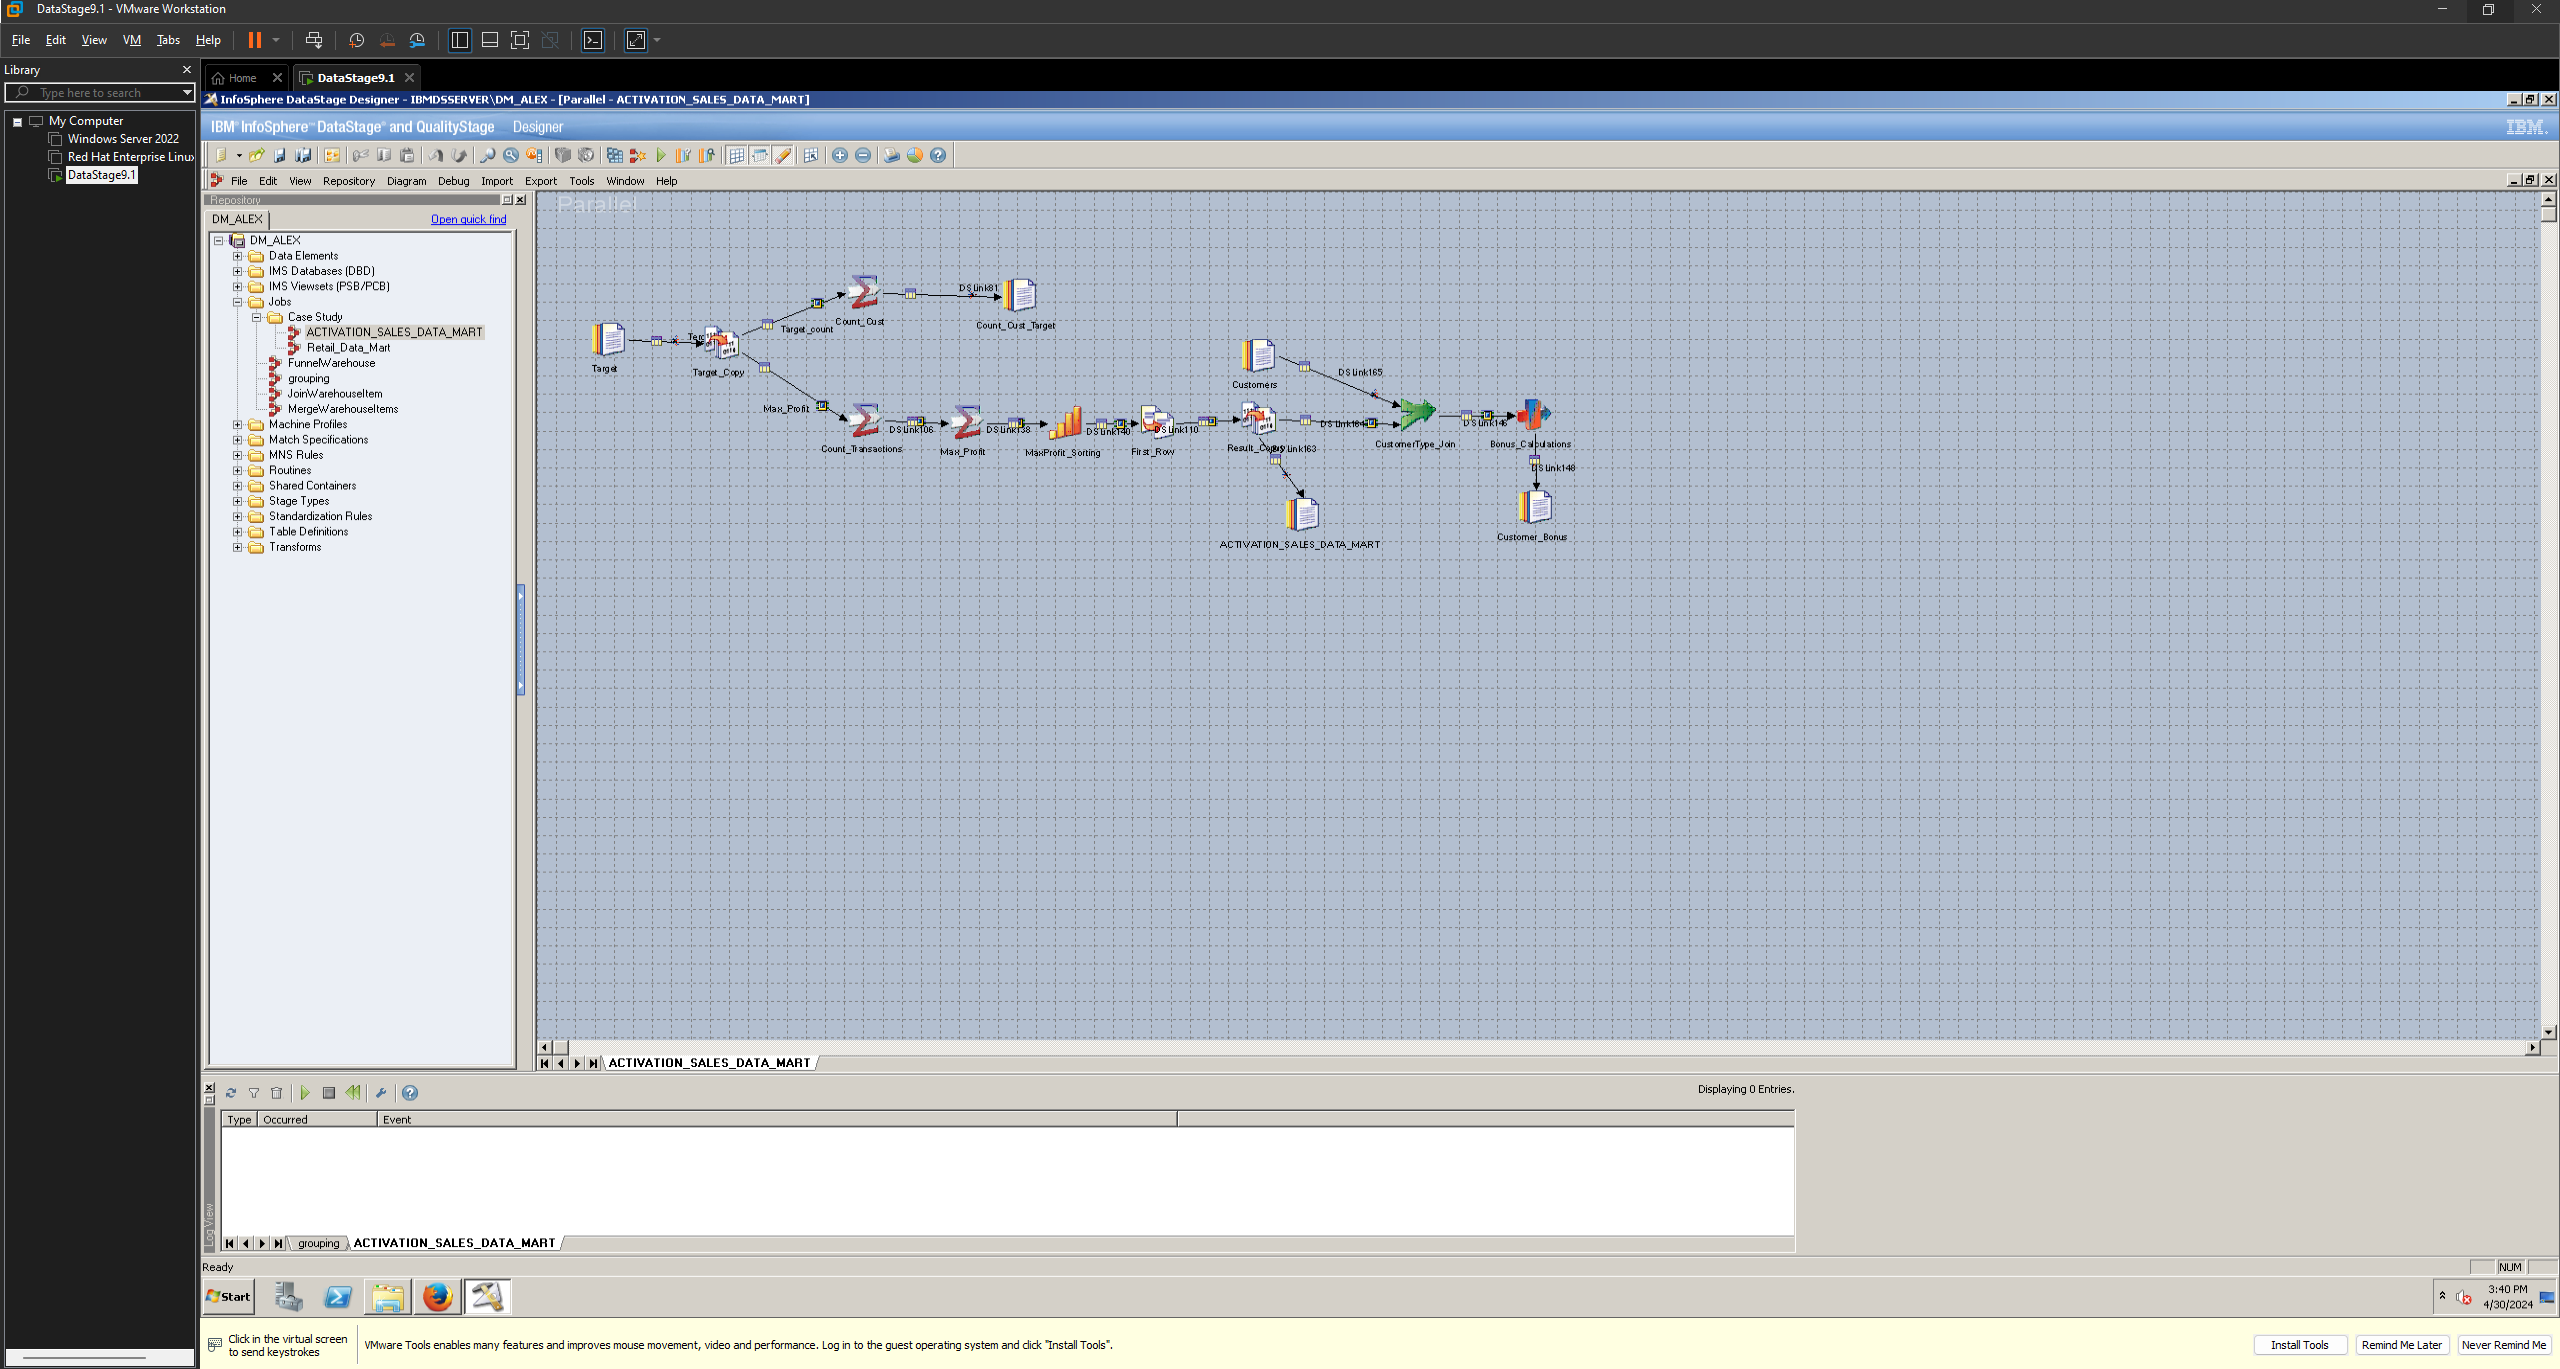 DataStage9.1 - VMware Workstation
File Edit View VM Tabs Help
Library
Type here to search
My Computer
Windows Server 2022
Red Hat Enterprise Linux
DataStage9.1
Home
DataStage9.1
InfoSphere DataStage Designer - IBMDSSERVER\DM_ALEX - [Parallel - ACTIVATION_SALES_DATA_MART]
IBM InfoSphere DataStage and QualityStage Designer
IBM.
File Edit View Repository Diagram Debug Import Export Tools Window Help
Repository
DM_ALEX
Open quick find
DM_ALEX
Data Elements
IMS Databases (DBD)
IMS Viewsets (PSB/PCB)
Jobs
Case Study
ACTIVATION_SALES_DATA_MART
Retail_Data_Mart
FunnelWarehouse
grouping
JoinWarehouseItem
MergeWarehouseItems
Machine Profiles
Match Specifications
MNS Rules
Routines
Shared Containers
Stage Types
Standardization Rules
Table Definitions
Transforms
Parallel
DSLink81
Target_count
Count_Cust
Count_Cust_Target
Target
Target_Copy
Customers
DSLink165
Max_Profit
DSLink106
DSLink138
DSLink140
DSLink110
DSLink164
DSLink146
Count_Transactions
Max_Profit
MaxProfit_Sorting
First_Row
Result_Copy
DSLink163
CustomerType_Join
Bonus_Calculations
DSLink148
ACTIVATION_SALES_DATA_MART
Customer_Bonus
ACTIVATION_SALES_DATA_MART
Displaying 0 Entries.
Type Occurred Event
Log View
grouping ACTIVATION_SALES_DATA_MART
Ready
NUM
Start
3:40 PM
4/30/2024
Click in the virtual screen
to send keystrokes
VMware Tools enables many features and improves mouse movement, video and performance. Log in to the guest operating system and click "Install Tools".
Install Tools
Remind Me Later
Never Remind Me